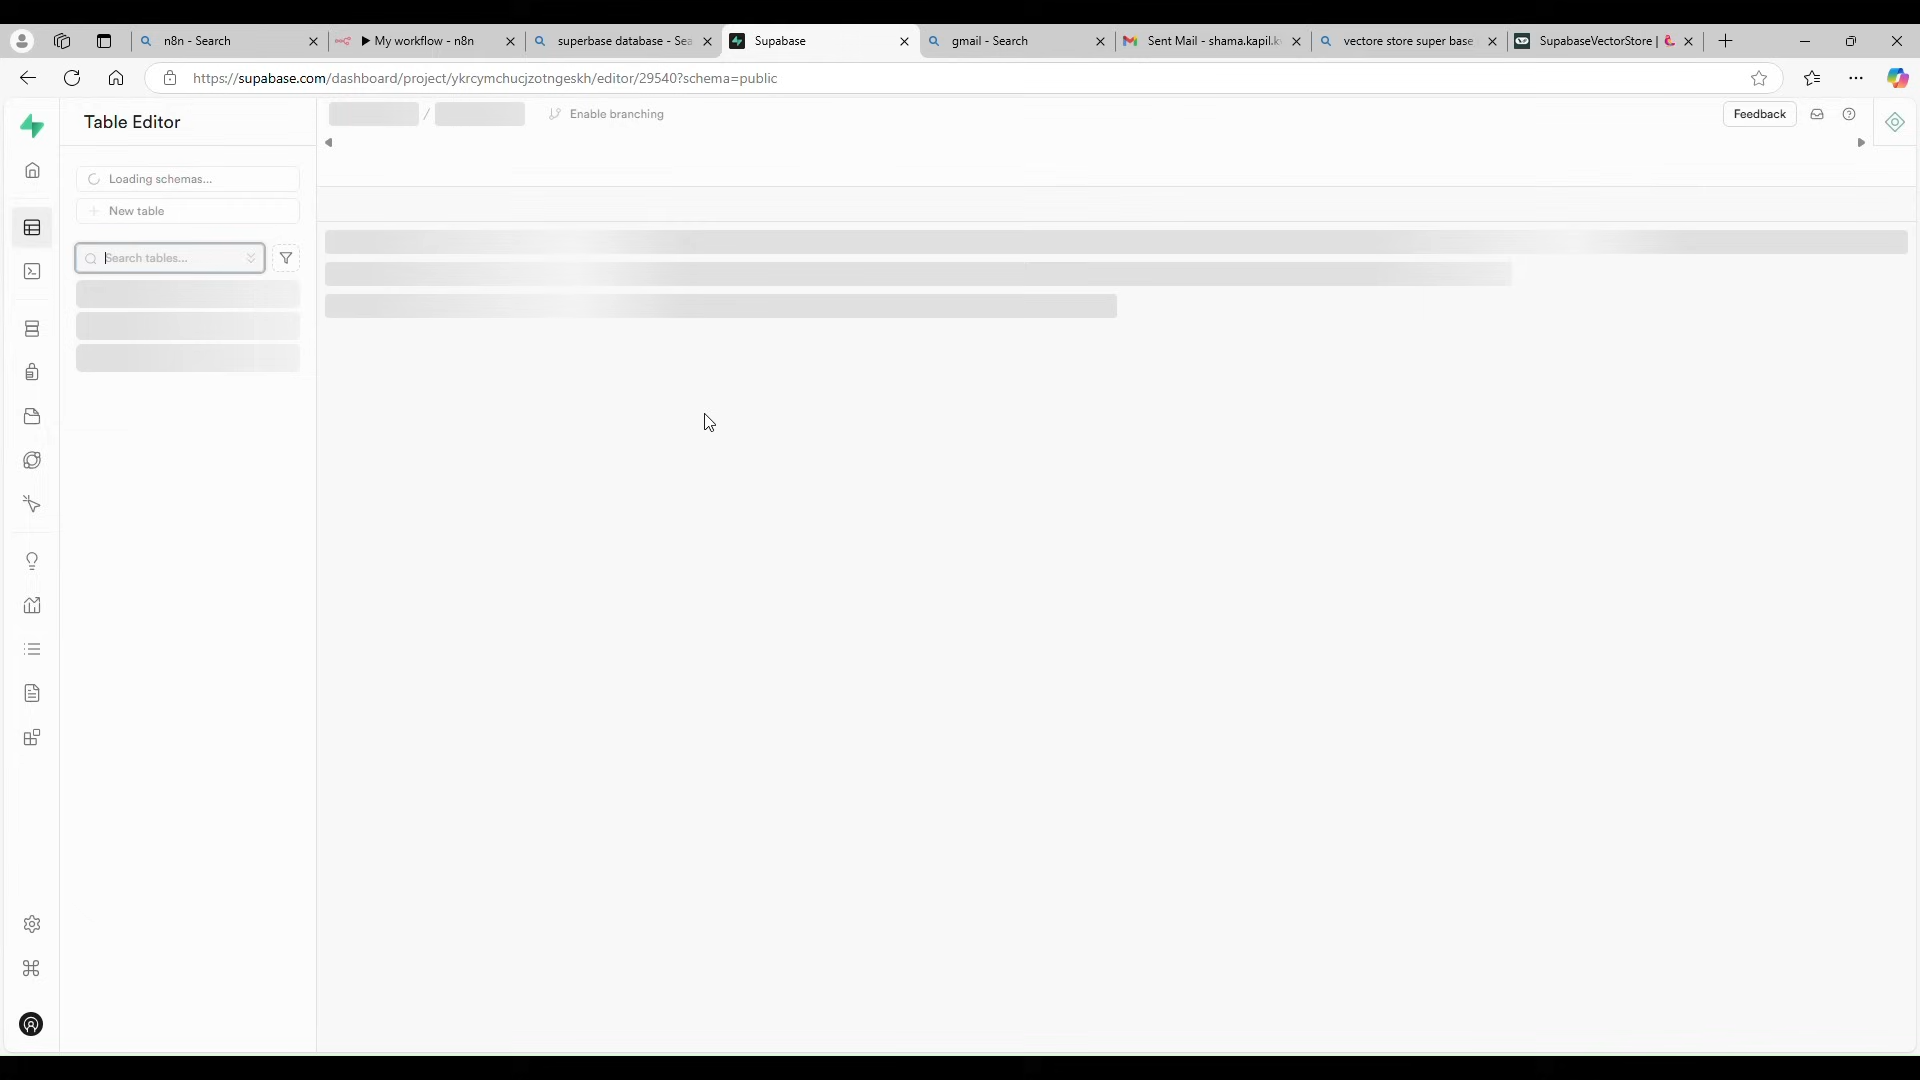 n8n - Search
My workflow - n8n
superbase database - Sea
Supabase
gmail - Search
Sent Mail - shama.kapil.k
vectore store super base
SupabaseVectorStore |
https://supabase.com/dashboard/project/ykrcymchucjzotngeskh/editor/29540?schema=public
Table Editor
/
Enable branching
Feedback
Loading schemas...
New table
Search tables...